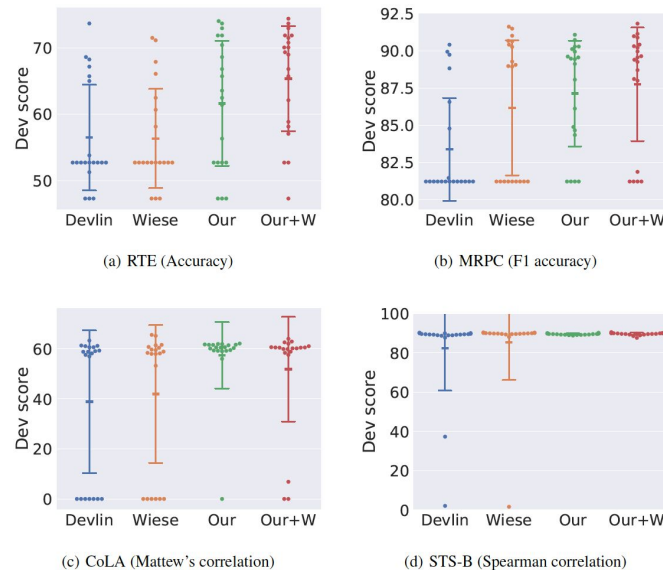 Dev score
70
60
50
Devlin Wiese Our Our+W
(a) RTE (Accuracy)
Dev score
92.5
90.0
87.5
85.0
82.5
80.0
Devlin Wiese Our Our+W
(b) MRPC (F1 accuracy)
Dev score
60
40
20
0
Devlin Wiese Our Our+W
(c) CoLA (Mattew's correlation)
Dev score
100
80
60
40
20
0
Devlin Wiese Our Our+W
(d) STS-B (Spearman correlation)